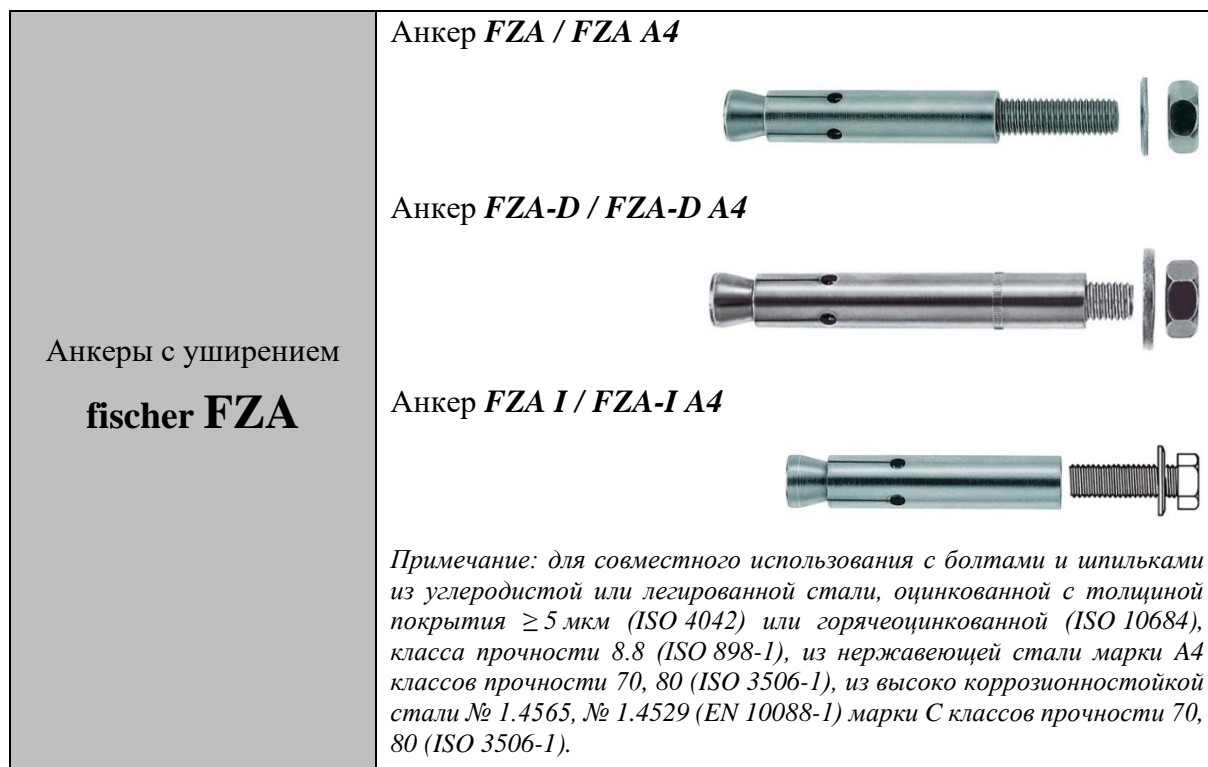 Анкер FZA / FZA A4
Анкер FZA-D / FZA-D A4
Анкеры с уширением
fischer FZA
Анкер FZA I / FZA-I A4
Примечание: для совместного использования с болтами и шпильками
из углеродистой или легированной стали, оцинкованной с толщиной
покрытия ≥ 5 мкм (ISO 4042) или горячеоцинкованной (ISO 10684),
класса прочности 8.8 (ISO 898-1), из нержавеющей стали марки А4
классов прочности 70, 80 (ISO 3506-1), из высоко коррозионностойкой
стали № 1.4565, № 1.4529 (EN 10088-1) марки С классов прочности 70,
80 (ISO 3506-1).